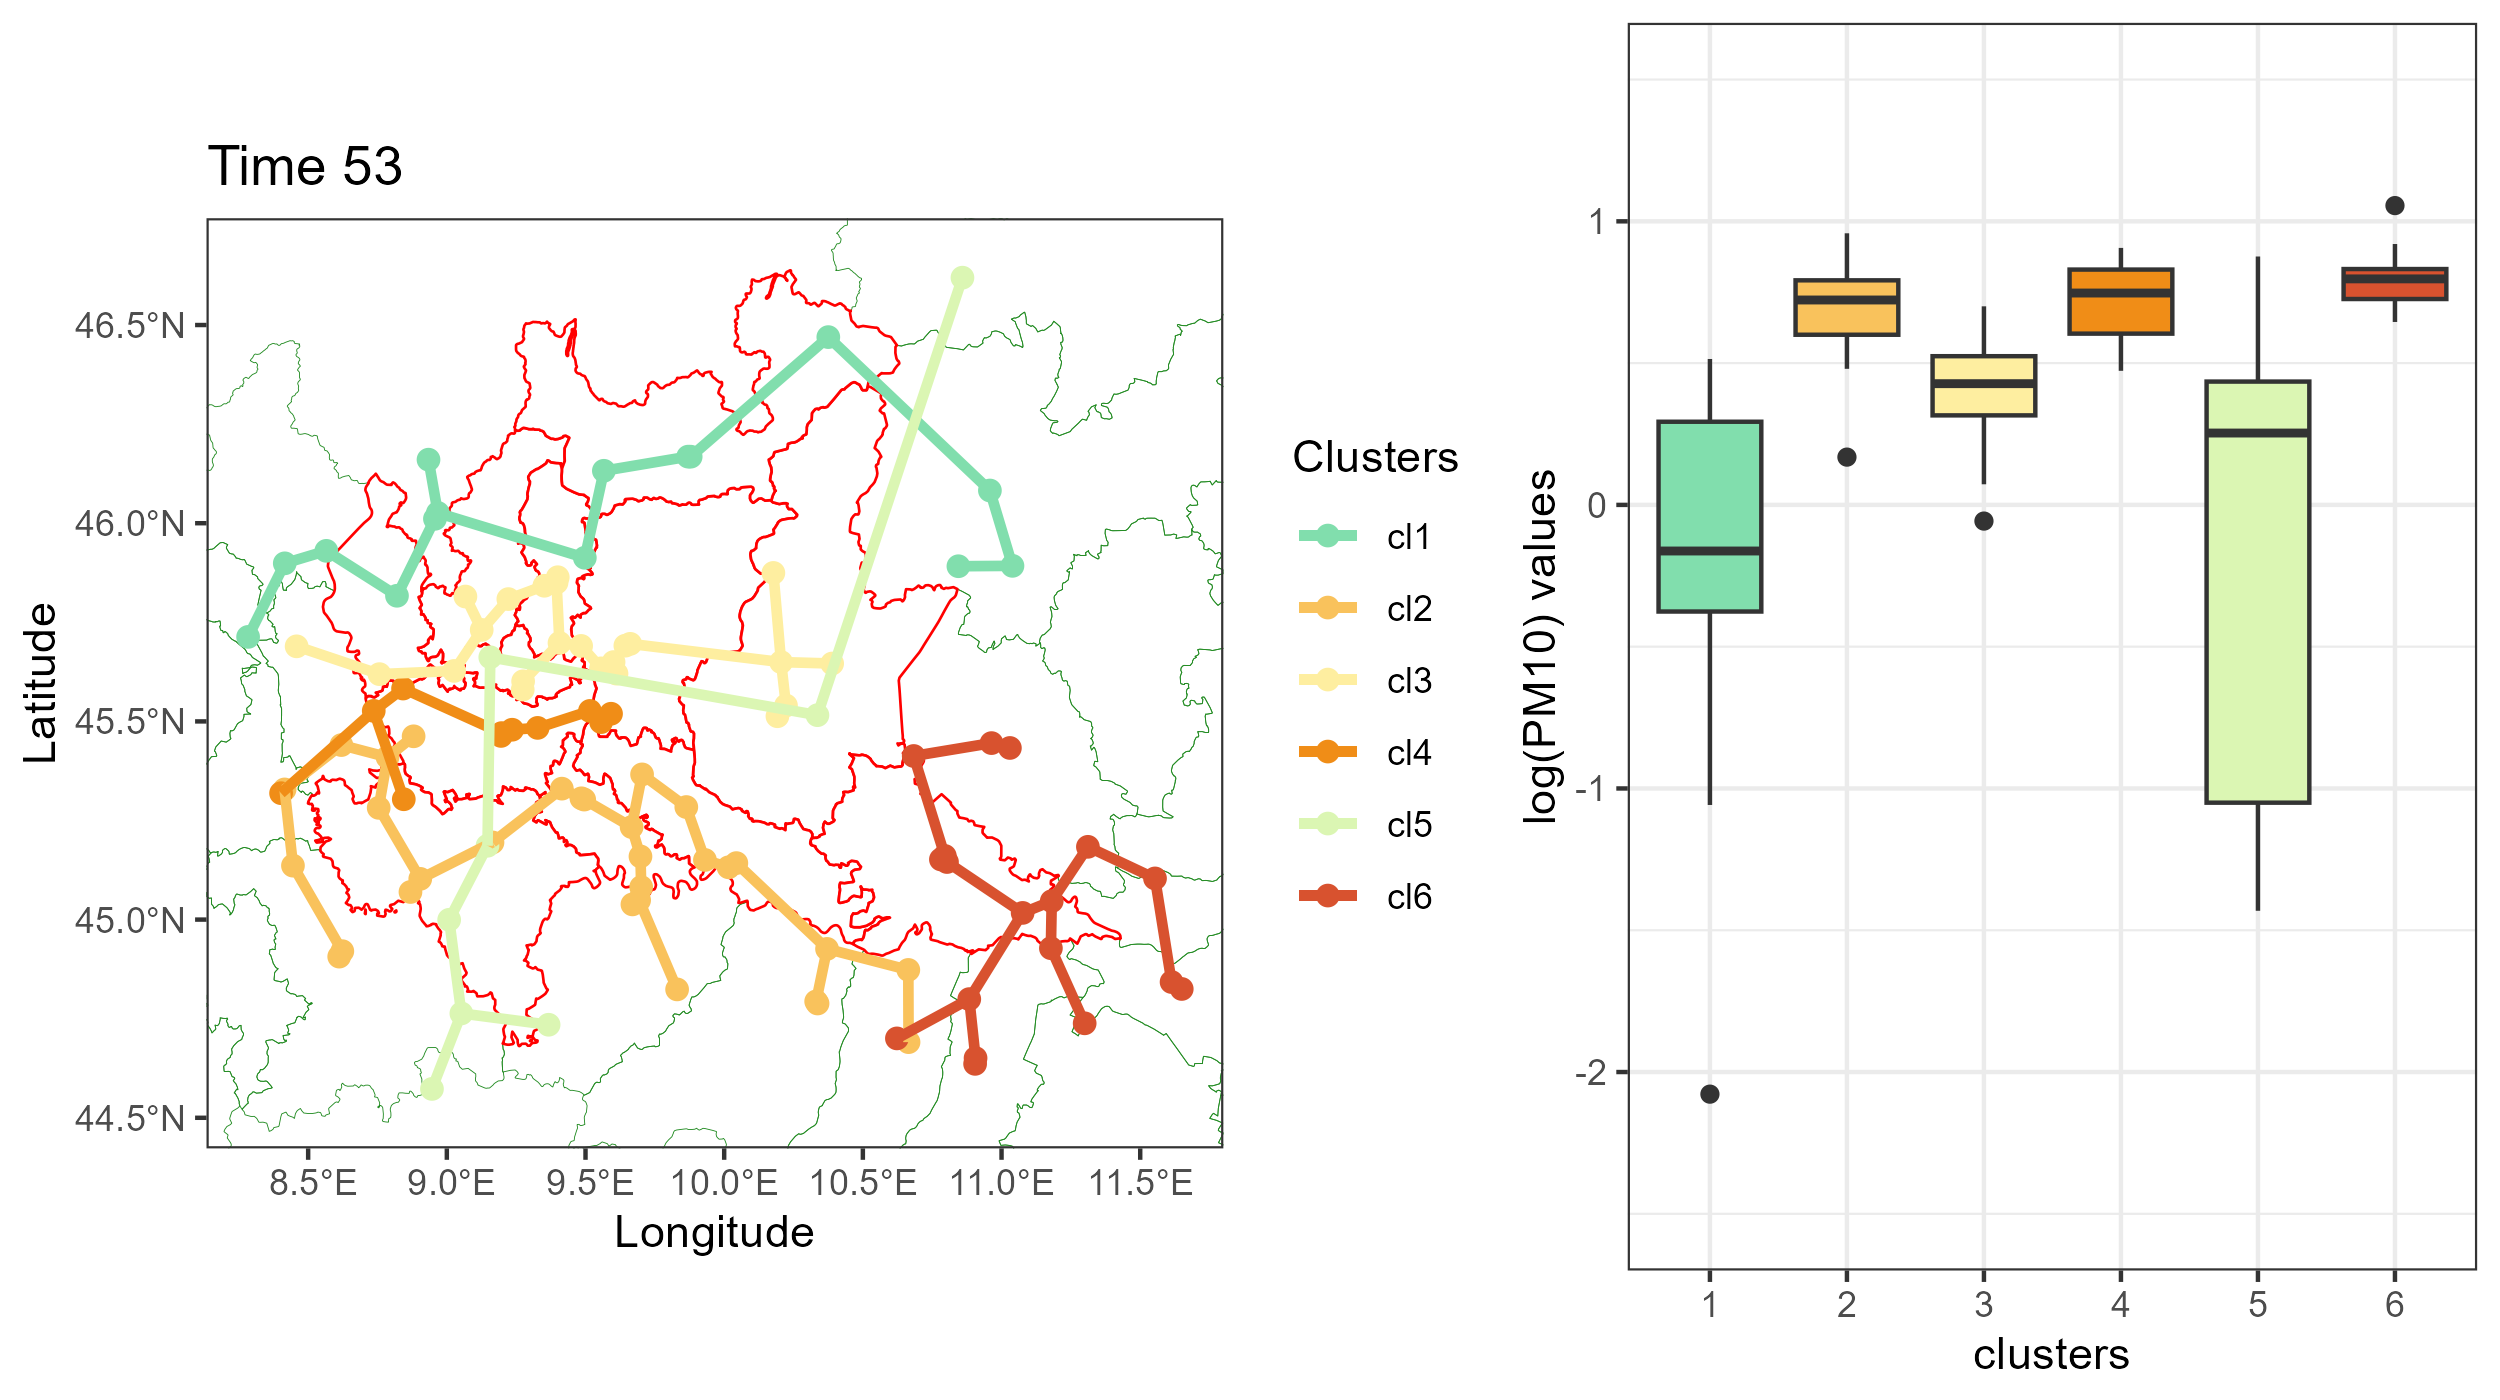 Time 53
Latitude
46.5°N
46.0°N
45.5°N
45.0°N
44.5°N
8.5°E 9.0°E 9.5°E 10.0°E 10.5°E 11.0°E 11.5°E
Longitude
Clusters
cl1
cl2
cl3
cl4
cl5
cl6
log(PM10) values
1
0
-1
-2
1 2 3 4 5 6
clusters